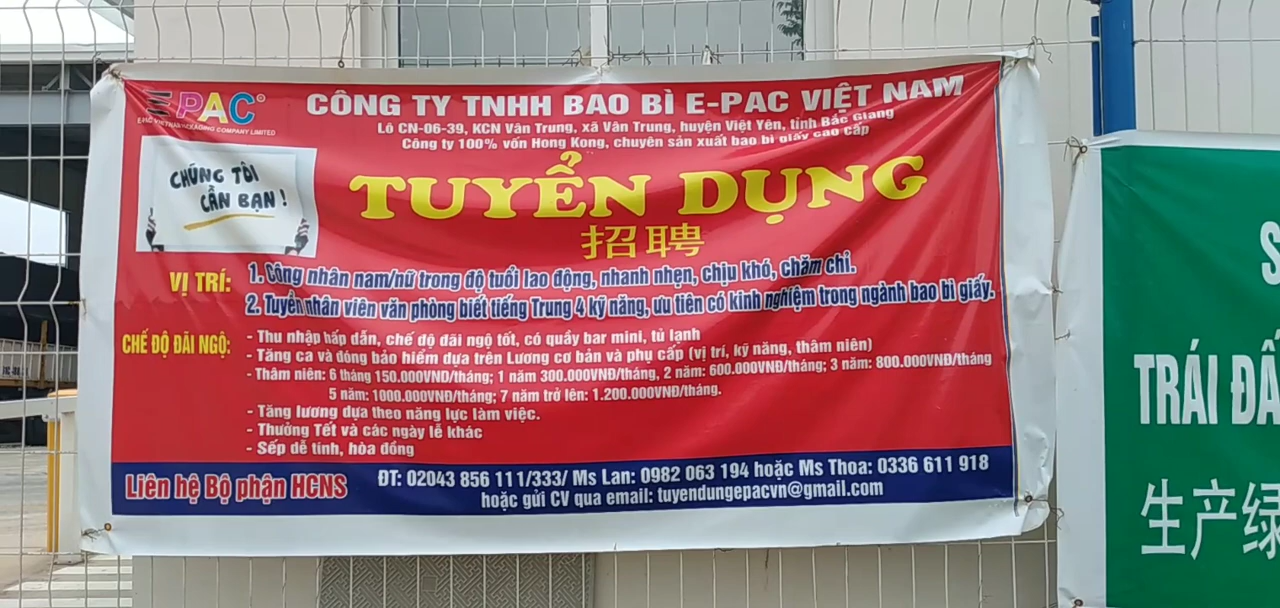 E-PAC®
E-PAC VIETNAM PACKAGING COMPANY LIMITED
CÔNG TY TNHH BAO BÌ E-PAC VIỆT NAM
Lô CN-06-39, KCN Vân Trung, xã Vân Trung, huyện Việt Yên, tỉnh Bắc Giang
Công ty 100% vốn Hong Kong, chuyên sản xuất bao bì giấy cao cấp
CHÚNG TÔI
CẦN BẠN !
TUYỂN DỤNG
招聘
VỊ TRÍ: 1. Công nhân nam/nữ trong độ tuổi lao động, nhanh nhẹn, chịu khó, chăm chỉ.
2. Tuyển nhân viên văn phòng biết tiếng Trung 4 kỹ năng, ưu tiên có kinh nghiệm trong ngành bao bì giấy.
CHẾ ĐỘ ĐÃI NGỘ: - Thu nhập hấp dẫn, chế độ đãi ngộ tốt, có quầy bar mini, tủ lạnh
- Tăng ca và đóng bảo hiểm dựa trên Lương cơ bản và phụ cấp (vị trí, kỹ năng, thâm niên)
- Thâm niên: 6 tháng 150.000VNĐ/tháng; 1 năm 300.000VNĐ/tháng, 2 năm: 600.000VNĐ/tháng; 3 năm: 800.000VNĐ/tháng
5 năm: 1000.000VNĐ/tháng; 7 năm trở lên: 1.200.000VNĐ/tháng.
- Tăng lương dựa theo năng lực làm việc.
- Thưởng Tết và các ngày lễ khác
- Sếp dễ tính, hòa đồng
Liên hệ Bộ phận HCNS
ĐT: 02043 856 111/333/ Ms Lan: 0982 063 194 hoặc Ms Thoa: 0336 611 918
hoặc gửi CV qua email: tuyendungepacvn@gmail.com
S
TRÁI ĐẤ
生产绿